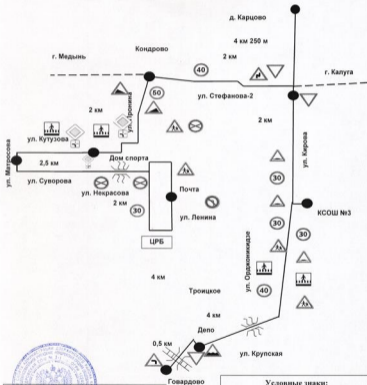 д. Карцово
4 км 250 м
Кондрово
2 км
г. Медынь
г. Калуга
40
50
ул. Стефанова-2
2 км
2 км
ул. Кирова
ул. Пронина
ул. Кутузова
ул. Матросова
2,5 км
Дом спорта
ул. Суворова
ул. Некрасова
2 км
30
Почта
ул. Ленина
ЦРБ
30
30
КСОШ №3
30
ул. Орджоникидзе
4 км
Троицкое
40
4 км
Депо
0,5 км
ул. Крупская
Говардово
Условные знаки: